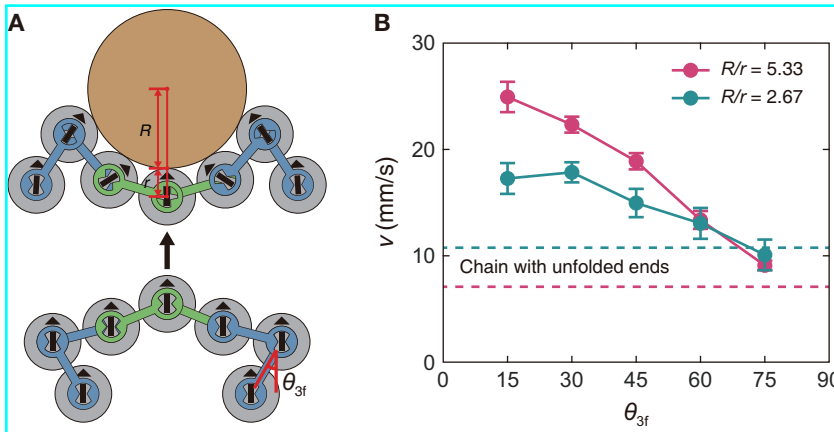 A
R
r
θ3f
B
v (mm/s)
40
30
20
10
0
R/r = 5.33
R/r = 2.67
Chain with unfolded ends
0 15 30 45 60 75 90
θ3f